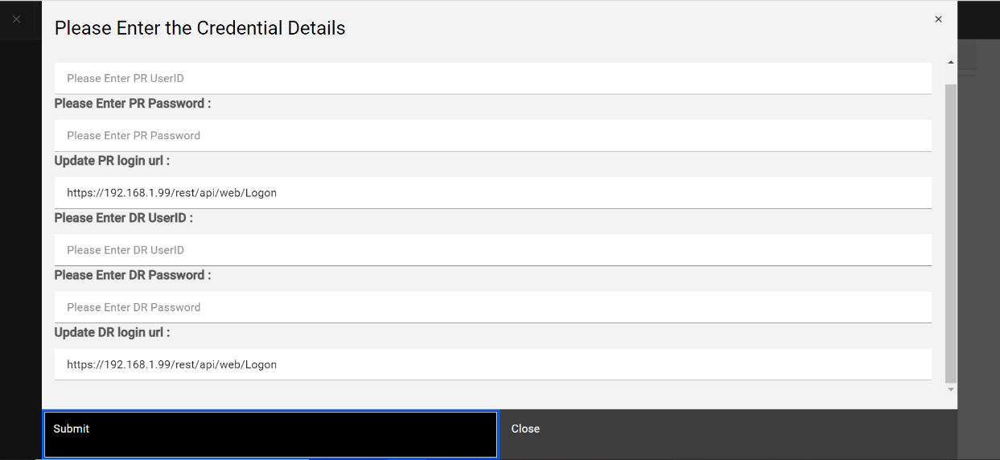 Please Enter the Credential Details
Please Enter PR UserID
Please Enter PR Password :
Please Enter PR Password
Update PR login url :
https://192.168.1.99/rest/api/web/Logon
Please Enter DR UserID :
Please Enter DR UserID
Please Enter DR Password :
Please Enter DR Password
Update DR login url :
https://192.168.1.99/rest/api/web/Logon
Submit
Close